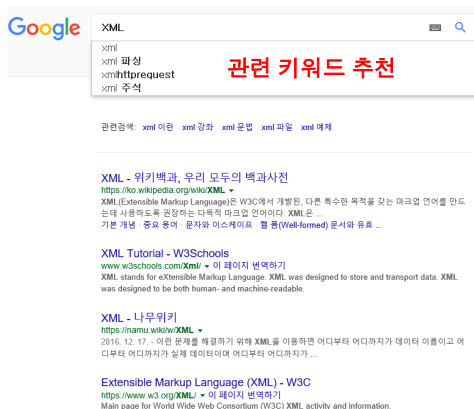 Google
XML
xml
xml 파싱
xmlhttprequest
xml 주석
관련 키워드 추천
관련검색: xml 이란 xml 강좌 xml 문법 xml 파일 xml 예제
XML - 위키백과, 우리 모두의 백과사전
https://ko.wikipedia.org/wiki/XML ▾
XML(Extensible Markup Language)은 W3C에서 개발된, 다른 특수한 목적을 갖는 마크업 언어를 만드
는데 사용하도록 권장하는 다목적 마크업 언어이다. XML은 ...
기본 개념 · 중요 용어 · 문자와 이스케이프 · 웰 폼(Well-formed) 문서와 유효 ...
XML Tutorial - W3Schools
www.w3schools.com/Xml/ ▾ 이 페이지 번역하기
XML stands for eXtensible Markup Language. XML was designed to store and transport data. XML
was designed to be both human- and machine-readable.
XML - 나무위키
https://namu.wiki/w/XML ▾
2016. 12. 17. - 이런 문제를 해결하기 위해 XML을 이용하면 어디부터 어디까지가 데이터 이름이고 어
디부터 어디까지가 실제 데이터이며 어디부터 어디까지가 ...
Extensible Markup Language (XML) - W3C
https://www.w3.org/XML/ ▾ 이 페이지 번역하기
Main page for World Wide Web Consortium (W3C) XML activity and information.